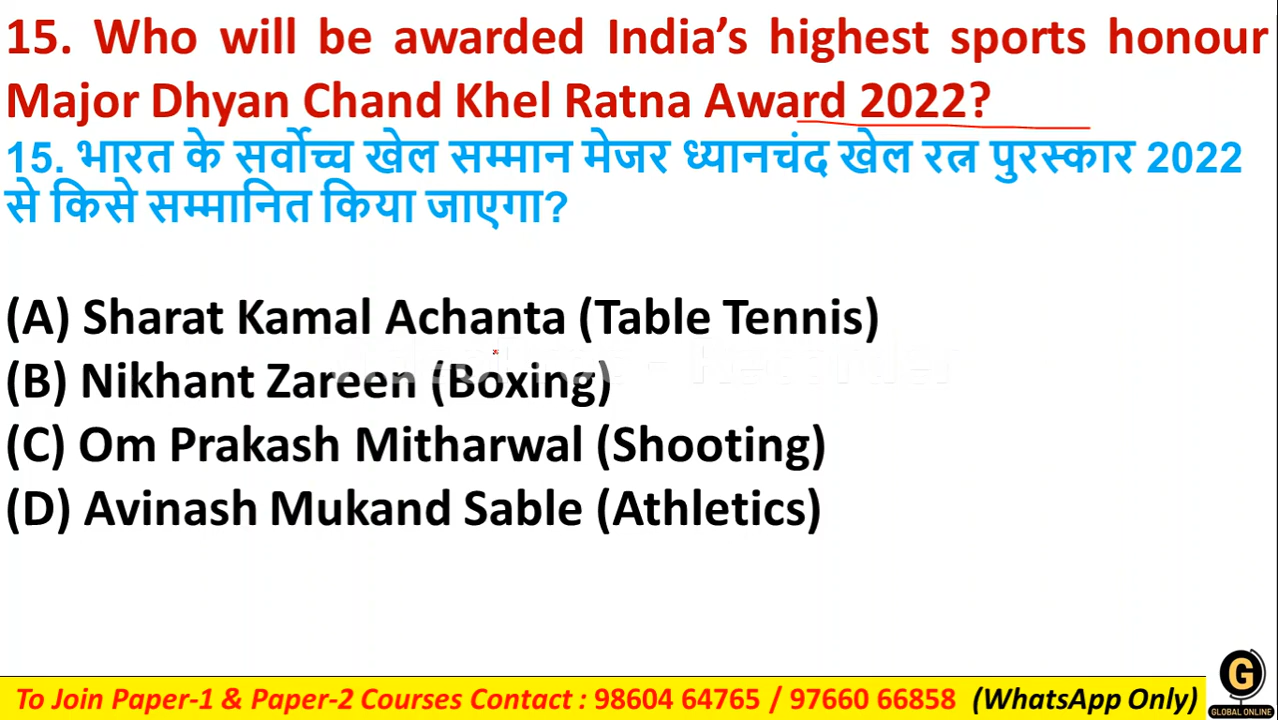 15. Who will be awarded India’s highest sports honour
Major Dhyan Chand Khel Ratna Award 2022?
15. भारत के सर्वोच्च खेल सम्मान मेजर ध्यानचंद खेल रत्न पुरस्कार 2022
से किसे सम्मानित किया जाएगा?
(A) Sharat Kamal Achanta (Table Tennis)
(B) Nikhant Zareen (Boxing)
(C) Om Prakash Mitharwal (Shooting)
(D) Avinash Mukand Sable (Athletics)
G
GLOBAL ONLINE
To Join Paper-1 & Paper-2 Courses Contact : 98604 64765 / 97660 66858 (WhatsApp Only)